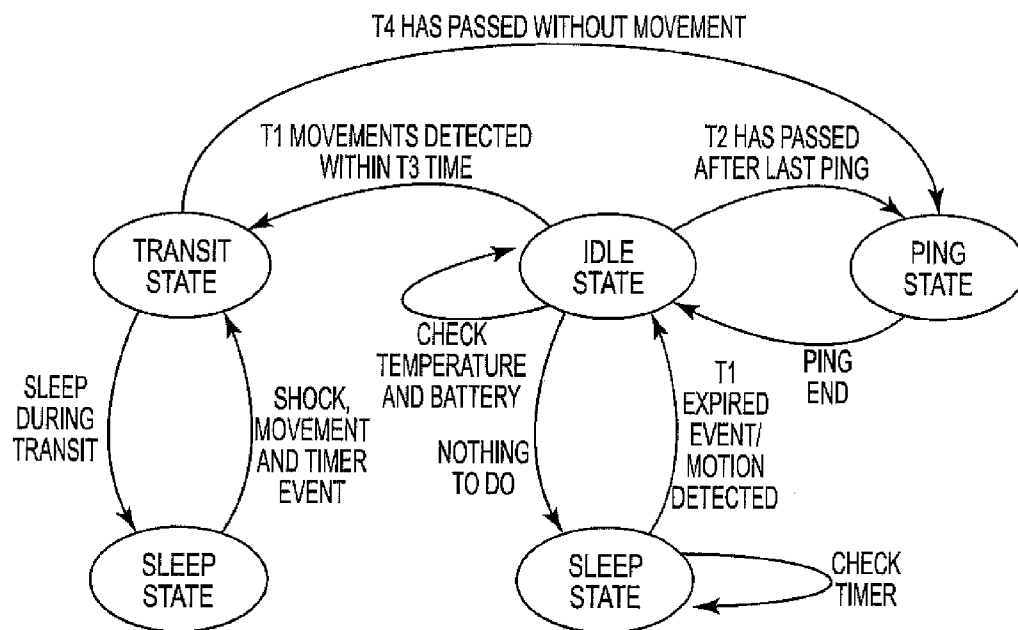 T4 HAS PASSED WITHOUT MOVEMENT
T1 MOVEMENTS DETECTED
WITHIN T3 TIME
T2 HAS PASSED
AFTER LAST PING
TRANSIT
STATE
IDLE
STATE
PING
STATE
CHECK
TEMPERATURE
AND BATTERY
PING
END
SLEEP
DURING
TRANSIT
SHOCK,
MOVEMENT
AND TIMER
EVENT
NOTHING
TO DO
T1
EXPIRED
EVENT/
MOTION
DETECTED
SLEEP
STATE
SLEEP
STATE
CHECK
TIMER